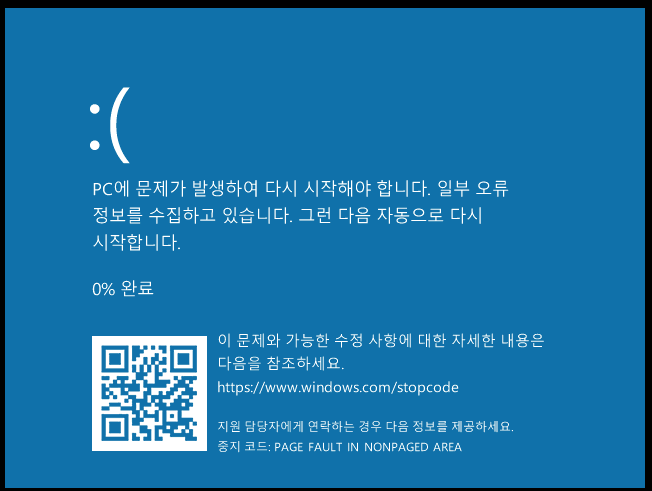 :(
PC에 문제가 발생하여 다시 시작해야 합니다. 일부 오류
정보를 수집하고 있습니다. 그런 다음 자동으로 다시
시작합니다.
0% 완료
이 문제와 가능한 수정 사항에 대한 자세한 내용은
다음을 참조하세요.
https://www.windows.com/stopcode
지원 담당자에게 연락하는 경우 다음 정보를 제공하세요.
중지 코드: PAGE FAULT IN NONPAGED AREA